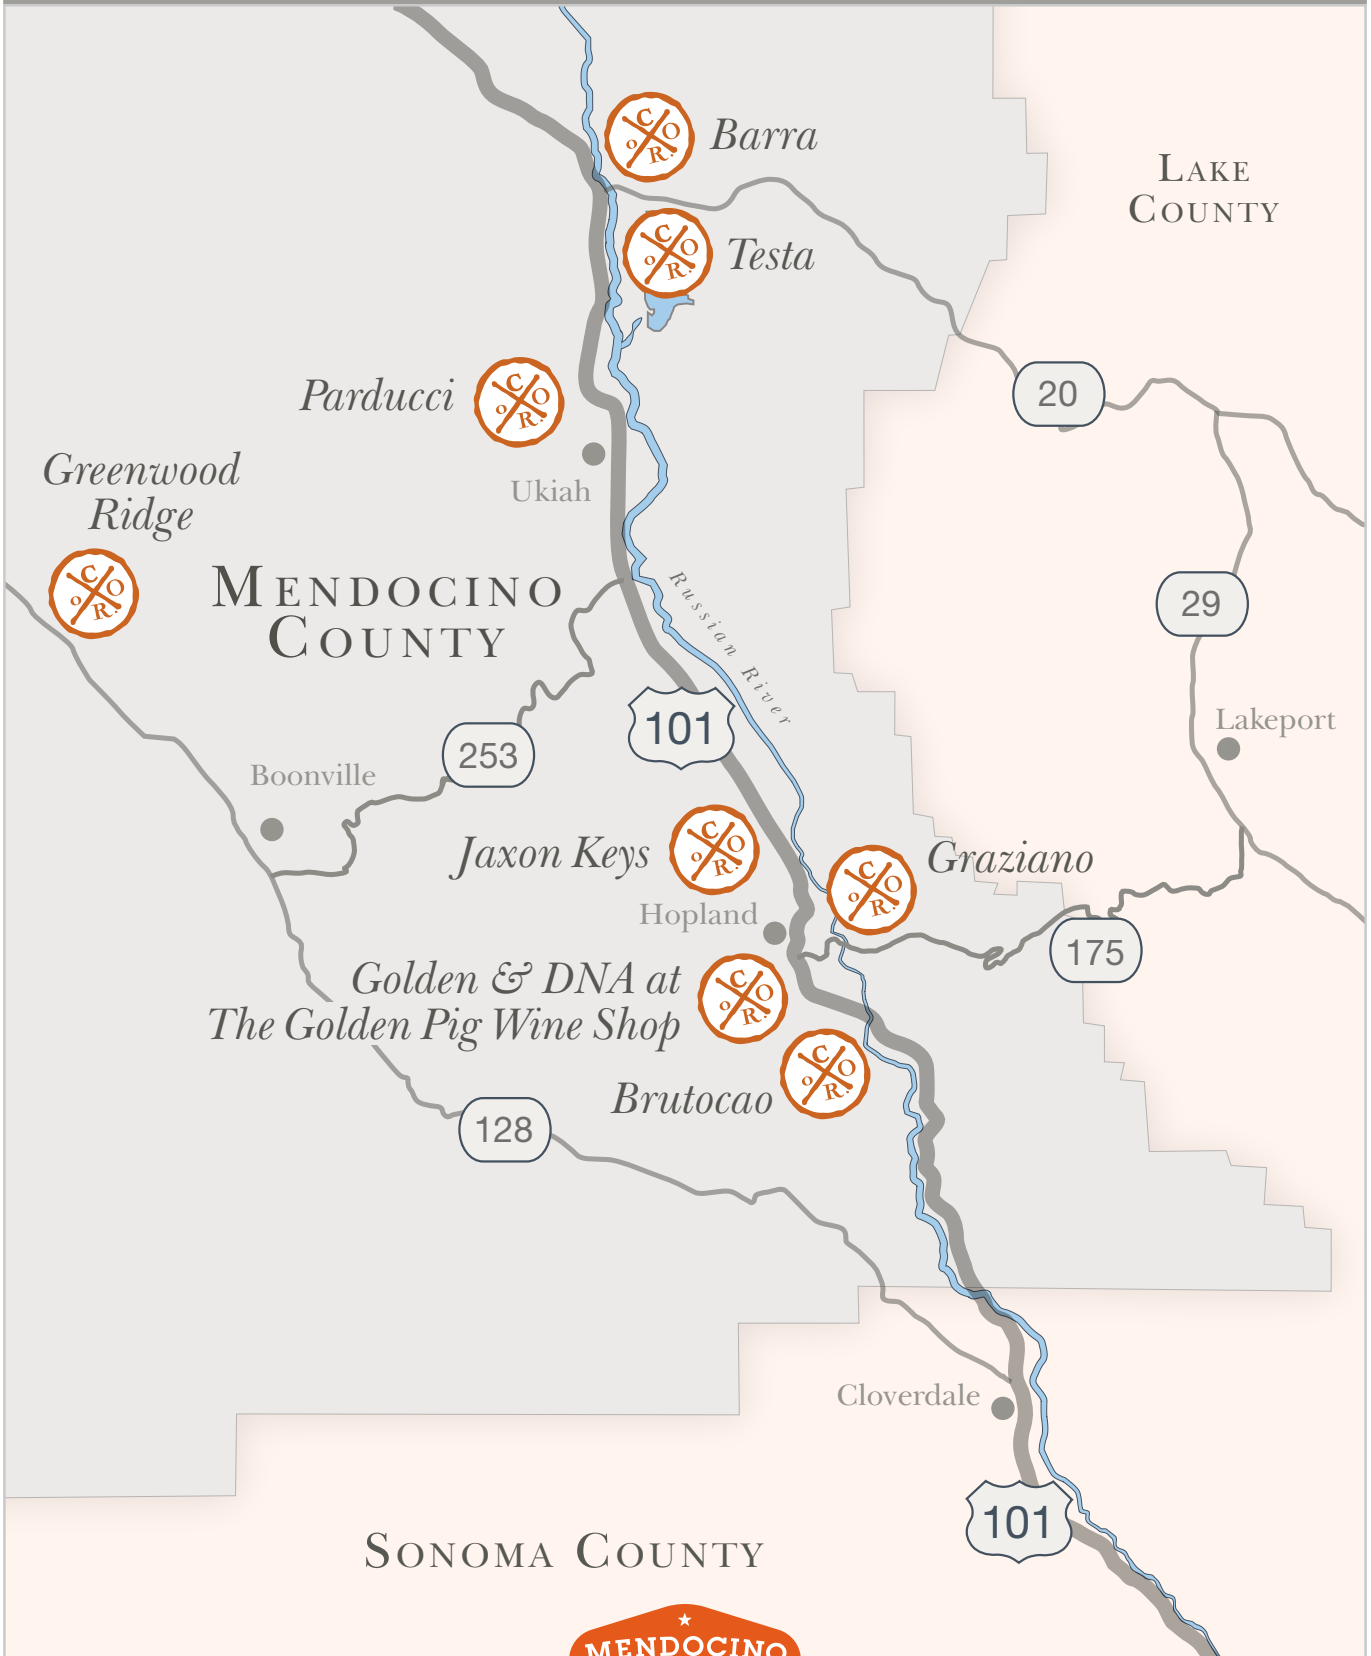 Barra
C
O
o
R.
LAKE
COUNTY
Testa
C
O
o
R.
20
Parducci
C
O
o
R.
Ukiah
Greenwood
Ridge
C
O
o
R.
MENDOCINO
COUNTY
29
Russian River
101
Lakeport
253
Boonville
Jaxon Keys
C
O
o
R.
Graziano
C
O
o
R.
Hopland
175
Golden & DNA at
The Golden Pig Wine Shop
C
O
o
R.
Brutocao
C
O
o
R.
128
Cloverdale
101
SONOMA COUNTY
MENDOCINO